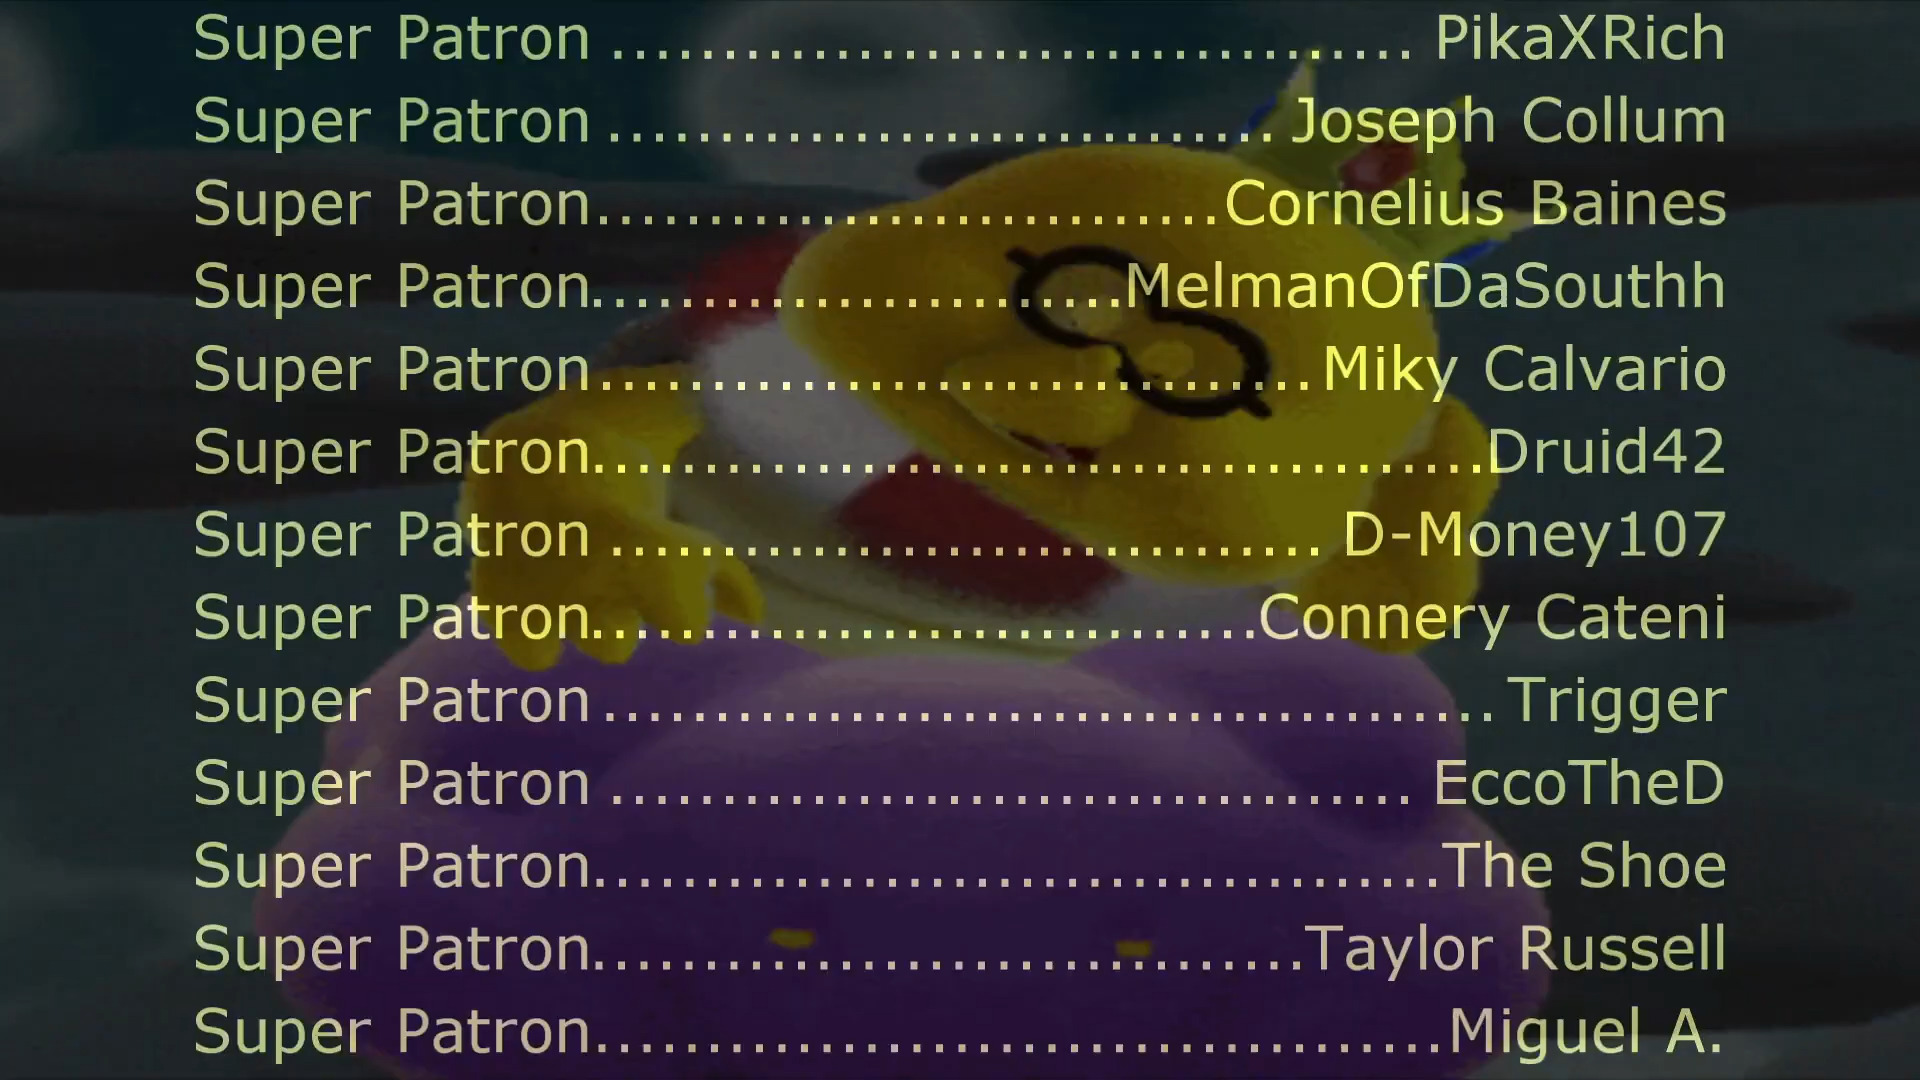 Super Patron ................................. PikaXRich
Super Patron ............................ Joseph Collum
Super Patron...........................Cornelius Baines
Super Patron.......................MelmanOfDaSouthh
Super Patron...............................Miky Calvario
Super Patron.......................................Druid42
Super Patron ................................ D-Money107
Super Patron.............................Connery Cateni
Super Patron ....................................... Trigger
Super Patron .................................... EccoTheD
Super Patron......................................The Shoe
Super Patron...............................Taylor Russell
Super Patron......................................Miguel A.